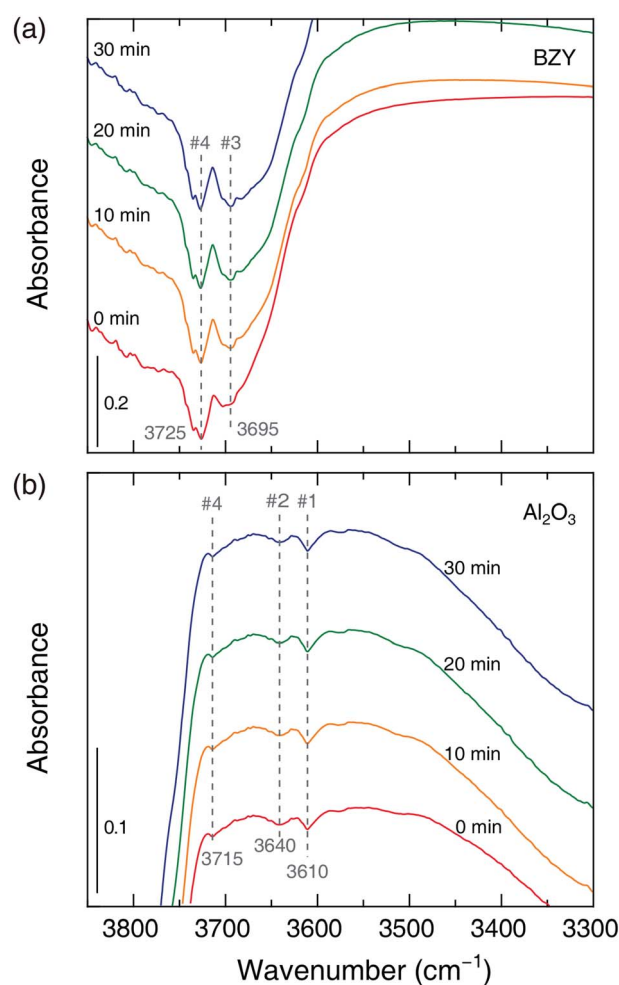 (a)
BZY
30 min
20 min
10 min
0 min
#4 #3
3725 3695
0.2
Absorbance
(b)
Al₂O₃
#4 #2 #1
30 min
20 min
10 min
0 min
3715 3640 3610
0.1
Absorbance
3800 3700 3600 3500 3400 3300
Wavenumber (cm⁻¹)